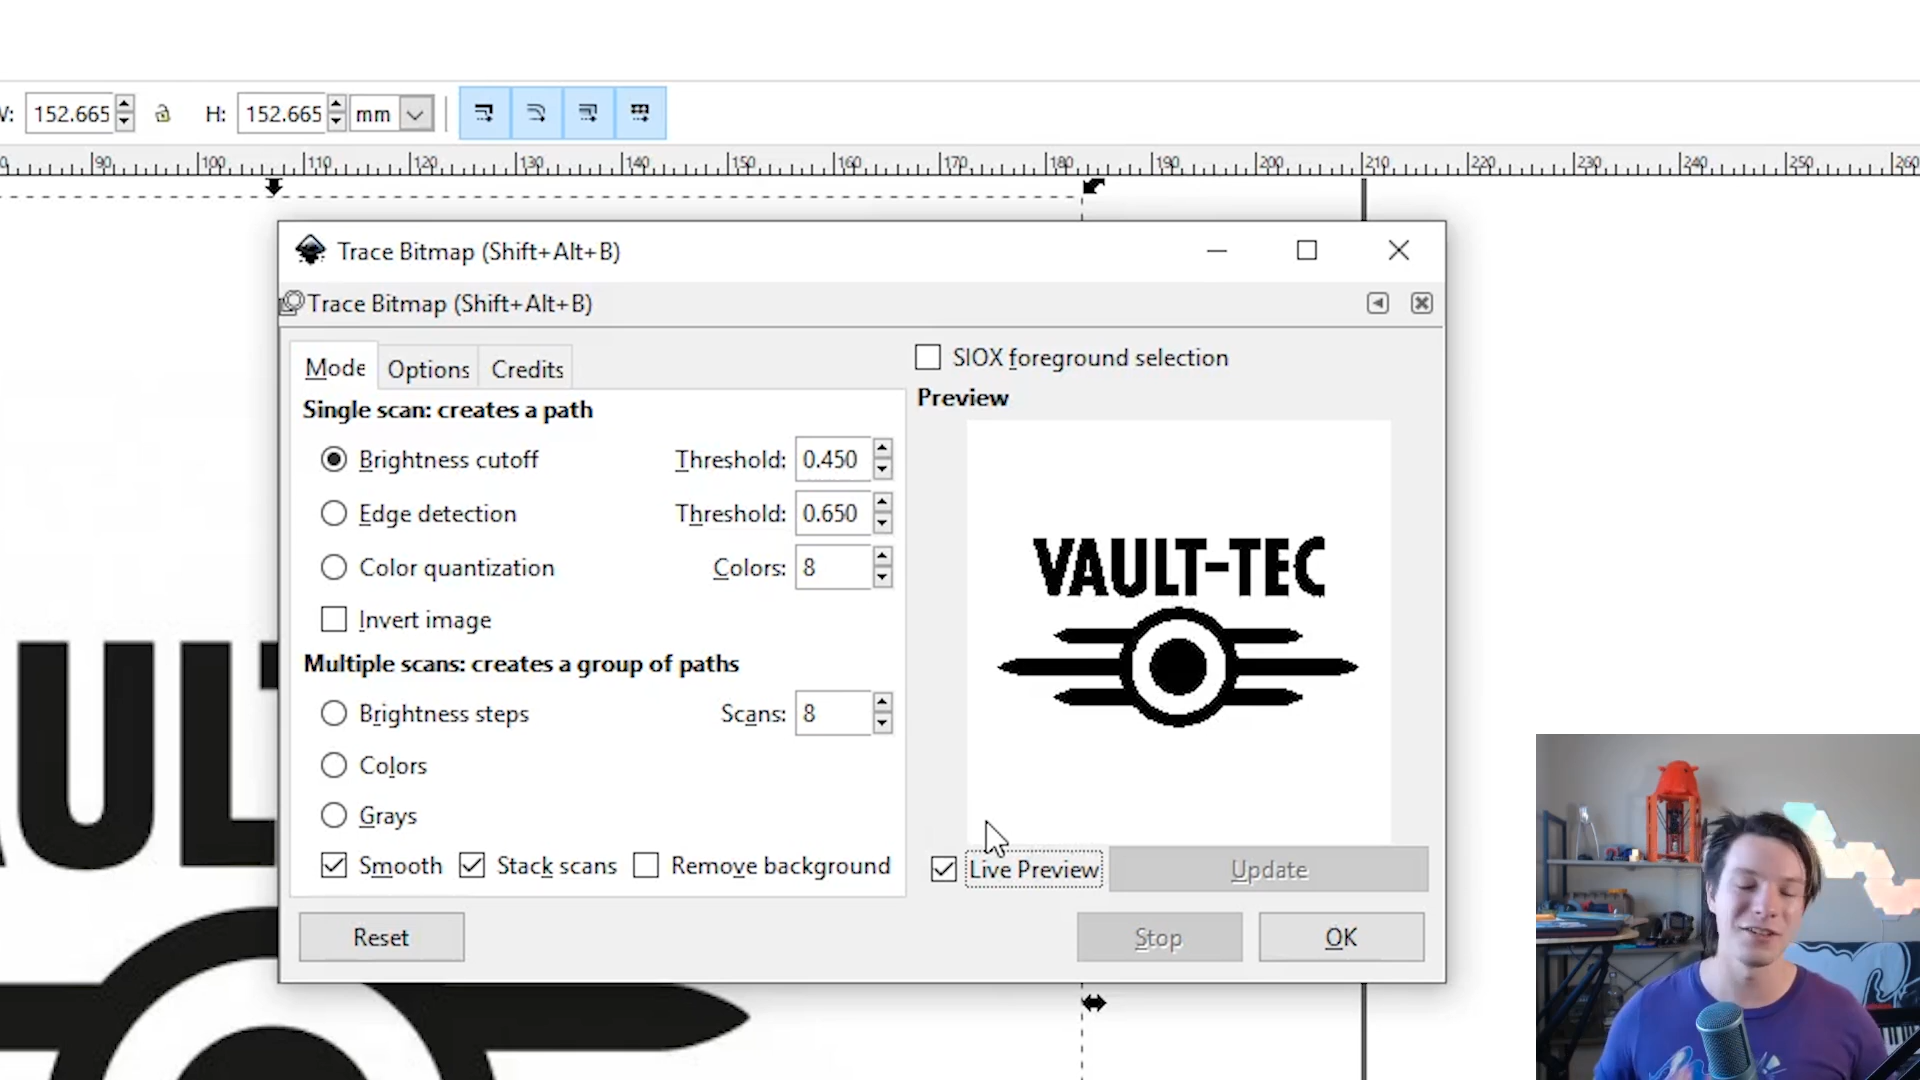 152.665 H: 152.665 mm
90 100 110 120 130 140 150 160 170 180 190 200 210 220 230 240 250 260
Trace Bitmap (Shift+Alt+B)
Trace Bitmap (Shift+Alt+B)
Mode Options Credits
SIOX foreground selection
Preview
Single scan: creates a path
Brightness cutoff Threshold: 0.450
Edge detection Threshold: 0.650
Color quantization Colors: 8
Invert image
VAULT-TEC
Multiple scans: creates a group of paths
Brightness steps Scans: 8
Colors
Grays
Smooth Stack scans Remove background
Live Preview Update
Reset Stop OK
UL